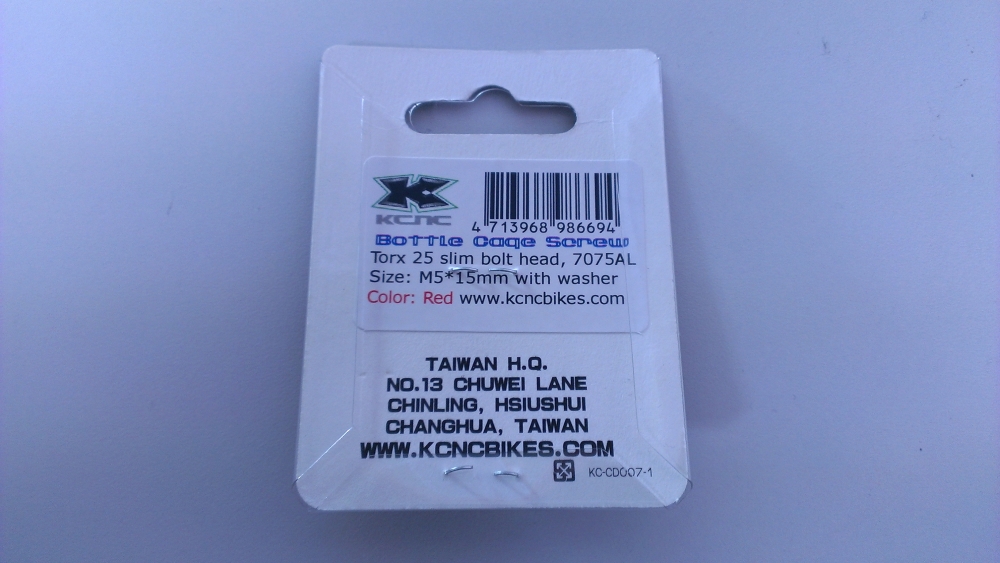 KCNC
4 713968 986694
Bottle Cage Screw
Torx 25 slim bolt head, 7075AL
Size: M5*15mm with washer
Color: Red www.kcncbikes.com
TAIWAN H.Q.
NO.13 CHUWEI LANE
CHINLING, HSIUSHUI
CHANGHUA, TAIWAN
WWW.KCNCBIKES.COM
KC-CD007-1